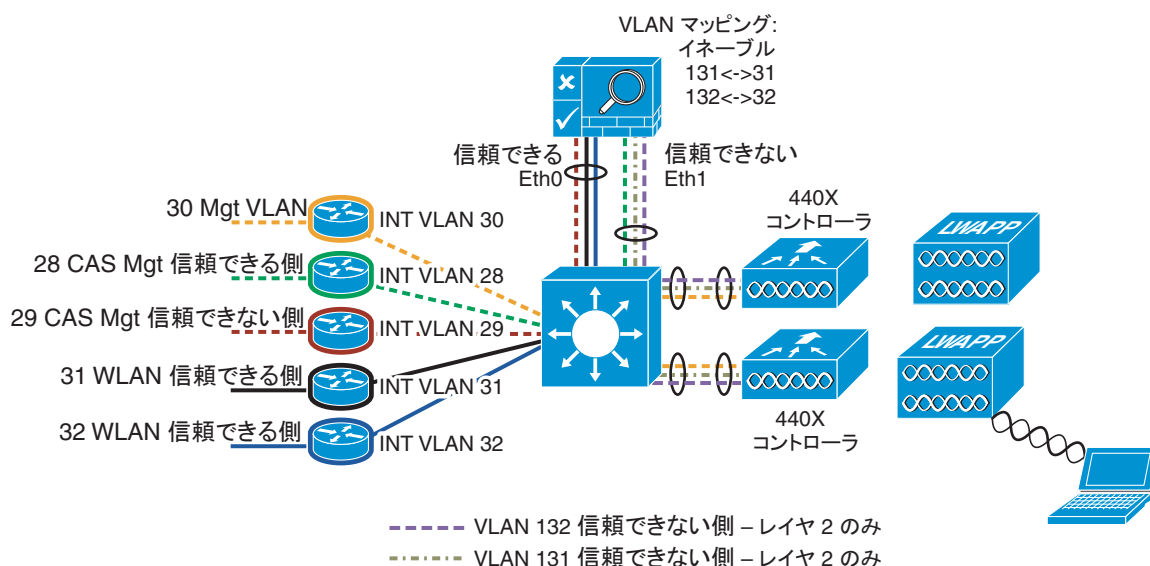 VLAN マッピング:
イネーブル
131<->31
132<->32
信頼できる
Eth0
信頼できない
Eth1
30 Mgt VLAN
INT VLAN 30
28 CAS Mgt 信頼できる側
INT VLAN 28
29 CAS Mgt 信頼できない側
INT VLAN 29
31 WLAN 信頼できる側
INT VLAN 31
32 WLAN 信頼できる側
INT VLAN 32
440X
コントローラ
LWAPP
440X
コントローラ
LWAPP
VLAN 132 信頼できない側 – レイヤ 2 のみ
VLAN 131 信頼できない側 – レイヤ 2 のみ